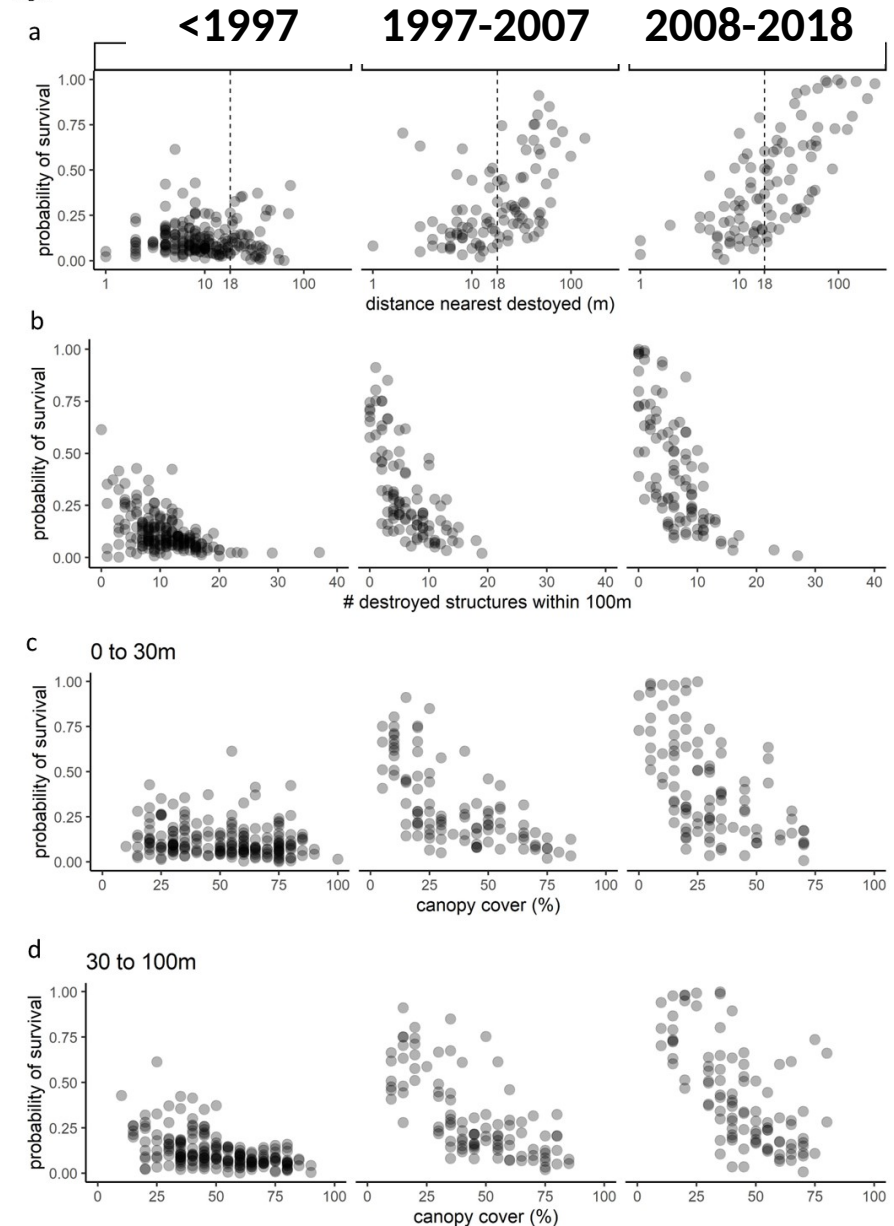 a
<1997 1997-2007 2008-2018
probability of survival
1.00
0.75
0.50
0.25
0.00
1 10 18 100 1 10 18 100 1 10 18 100
distance nearest destoyed (m)
b
probability of survival
1.00
0.75
0.50
0.25
0.00
0 10 20 30 40 0 10 20 30 40 0 10 20 30 40
# destroyed structures within 100m
c
0 to 30m
probability of survival
1.00
0.75
0.50
0.25
0.00
0 25 50 75 100 0 25 50 75 100 0 25 50 75 100
canopy cover (%)
d
30 to 100m
probability of survival
1.00
0.75
0.50
0.25
0.00
0 25 50 75 100 0 25 50 75 100 0 25 50 75 100
canopy cover (%)